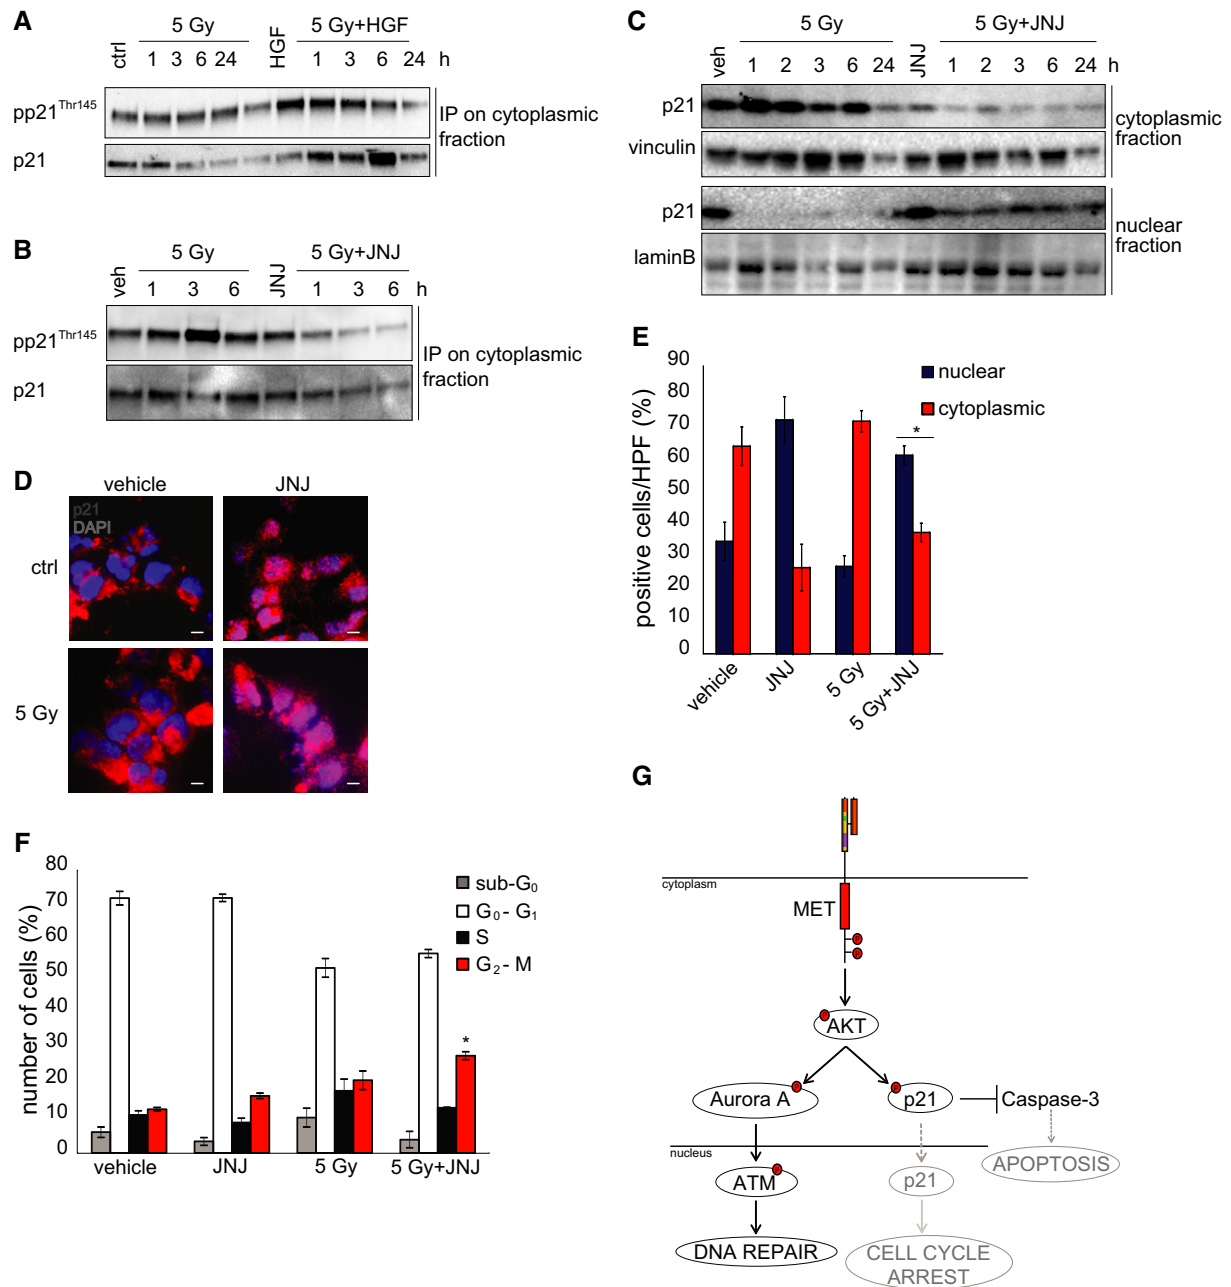 A
5 Gy
5 Gy+HGF
ctrl
1 3 6 24
HGF
1 3 6 24 h
pp21Thr145
p21
IP on cytoplasmic
fraction
B
5 Gy
5 Gy+JNJ
veh
1 3 6
JNJ
1 3 6 h
pp21Thr145
p21
IP on cytoplasmic
fraction
C
5 Gy
5 Gy+JNJ
veh
1 2 3 6 24
JNJ
1 2 3 6 24 h
p21
vinculin
cytoplasmic
fraction
p21
laminB
nuclear
fraction
D
vehicle
JNJ
p21
DAPI
ctrl
5 Gy
E
positive cells/HPF (%)
90
80
70
60
50
40
30
20
10
0
nuclear
cytoplasmic
*
vehicle
JNJ
5 Gy
5 Gy+JNJ
F
number of cells (%)
80
70
60
50
40
30
20
10
0
sub-G0
G0- G1
S
G2- M
*
vehicle
JNJ
5 Gy
5 Gy+JNJ
G
cytoplasm
MET
P
P
P
AKT
P
Aurora A
P
p21
Caspase-3
nucleus
P
ATM
p21
APOPTOSIS
DNA REPAIR
CELL CYCLE
ARREST